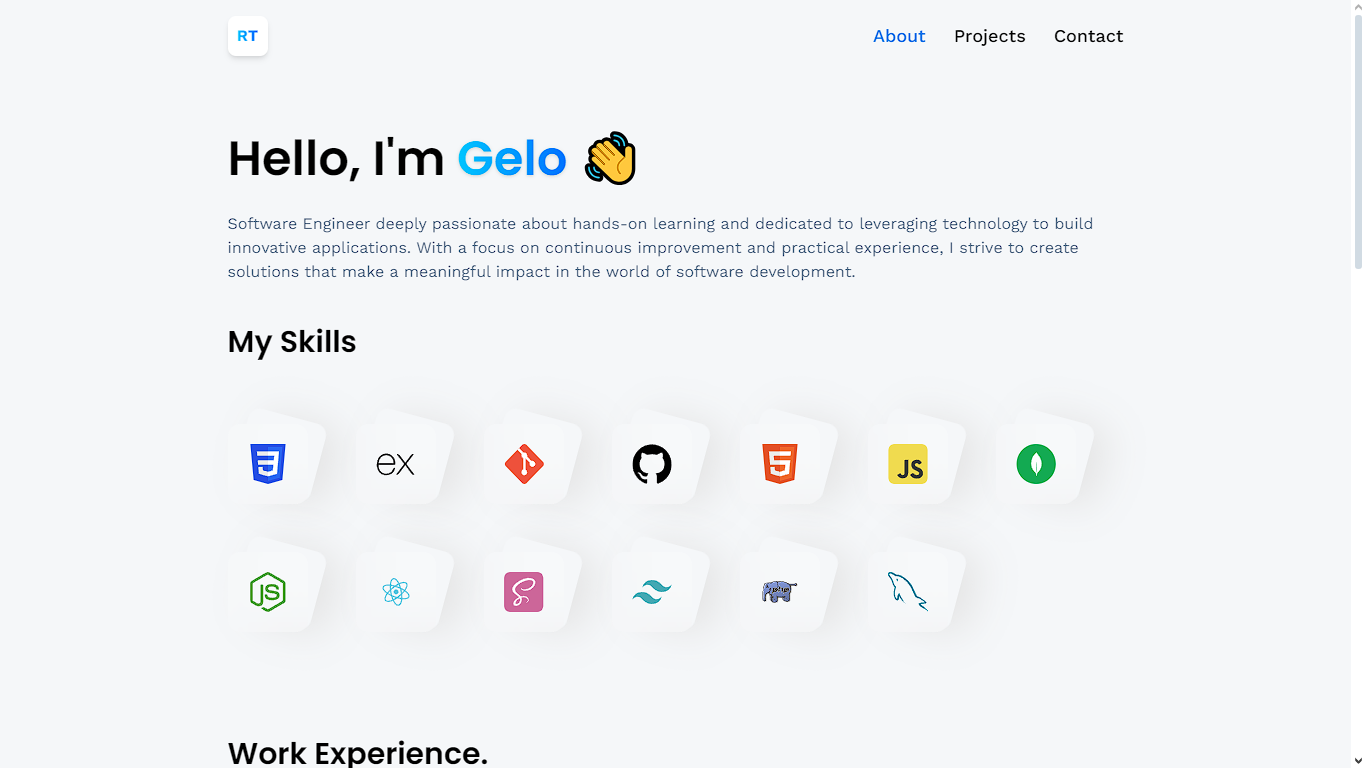 RT
About Projects Contact
Hello, I'm Gelo
Software Engineer deeply passionate about hands-on learning and dedicated to leveraging technology to build
innovative applications. With a focus on continuous improvement and practical experience, I strive to create
solutions that make a meaningful impact in the world of software development.
My Skills
3 ex 5 JS
JS
Work Experience.